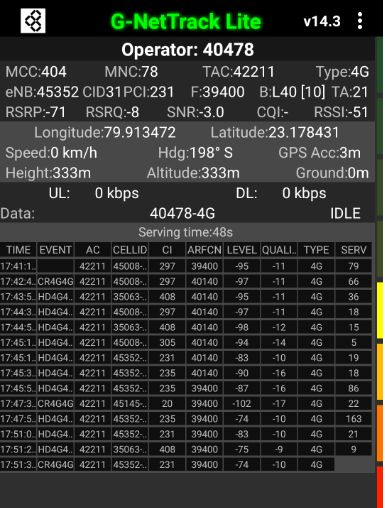 G-NetTrack Lite v14.3
Operator: 40478
MCC:404 MNC:78 TAC:42211 Type:4G
eNB:45352 CID31PCI:231 F:39400 B:L40 [10] TA:21
RSRP:-71 RSRQ:-8 SNR:-3.0 CQI:- RSSI:-51
Longitude:79.913472 Latitude:23.178431
Speed:0 km/h Hdg:198° S GPS Acc:3m
Height:333m Altitude:333m Ground:0m
UL: 0 kbps DL: 0 kbps
Data: 40478-4G IDLE
Serving time:48s
TIME EVENT AC CELLID CI ARFCN LEVEL QUALI.. TYPE SERV
17:41:1.. 42211 45008-.. 297 39400 -95 -11 4G 79
17:42:4.. CR4G4G 42211 45008-.. 297 40140 -97 -11 4G 66
17:43:5.. HD4G4.. 42211 35063-.. 408 39400 -95 -11 4G 36
17:44:3.. HD4G4.. 42211 45008-.. 297 40140 -97 -11 4G 18
17:44:5.. HD4G4.. 42211 35063-.. 408 40140 -98 -12 4G 15
17:45:1.. HD4G4.. 42211 45008-.. 305 40140 -94 -14 4G 5
17:45:1.. HD4G4.. 42211 45352-.. 231 40140 -83 -10 4G 19
17:45:3.. HD4G4.. 42211 45352-.. 235 40140 -90 -16 4G 18
17:45:5.. HD4G4.. 42211 45352-.. 235 39400 -87 -16 4G 86
17:47:3.. CR4G4G 42211 45145-.. 20 39400 -102 -17 4G 22
17:47:5.. HD4G4.. 42211 45352-.. 235 39400 -74 -10 4G 163
17:51:0.. HD4G4.. 42211 45352-.. 231 39400 -83 -10 4G 21
17:51:2.. HD4G4.. 42211 35063-.. 408 39400 -75 -9 4G 9
17:51:3.. CR4G4G 42211 45352-.. 231 39400 -74 -10 4G